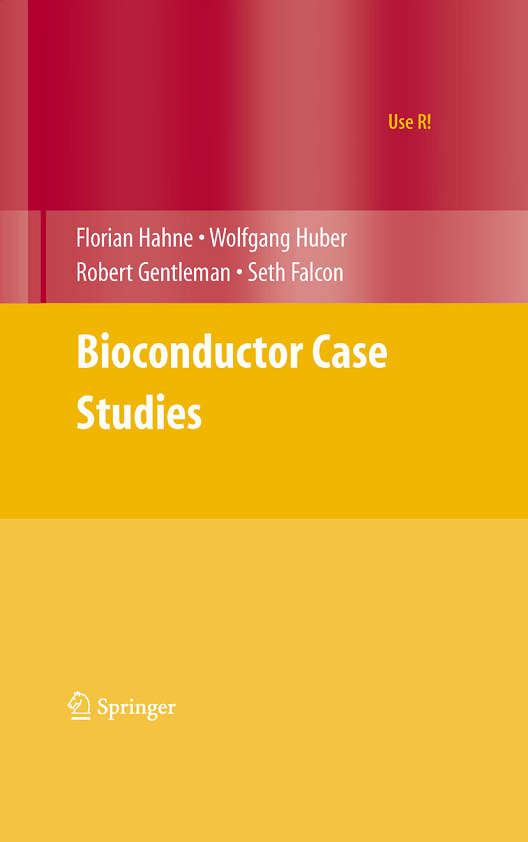 Use R!
Florian Hahne • Wolfgang Huber
Robert Gentleman • Seth Falcon
Bioconductor Case
Studies
Springer